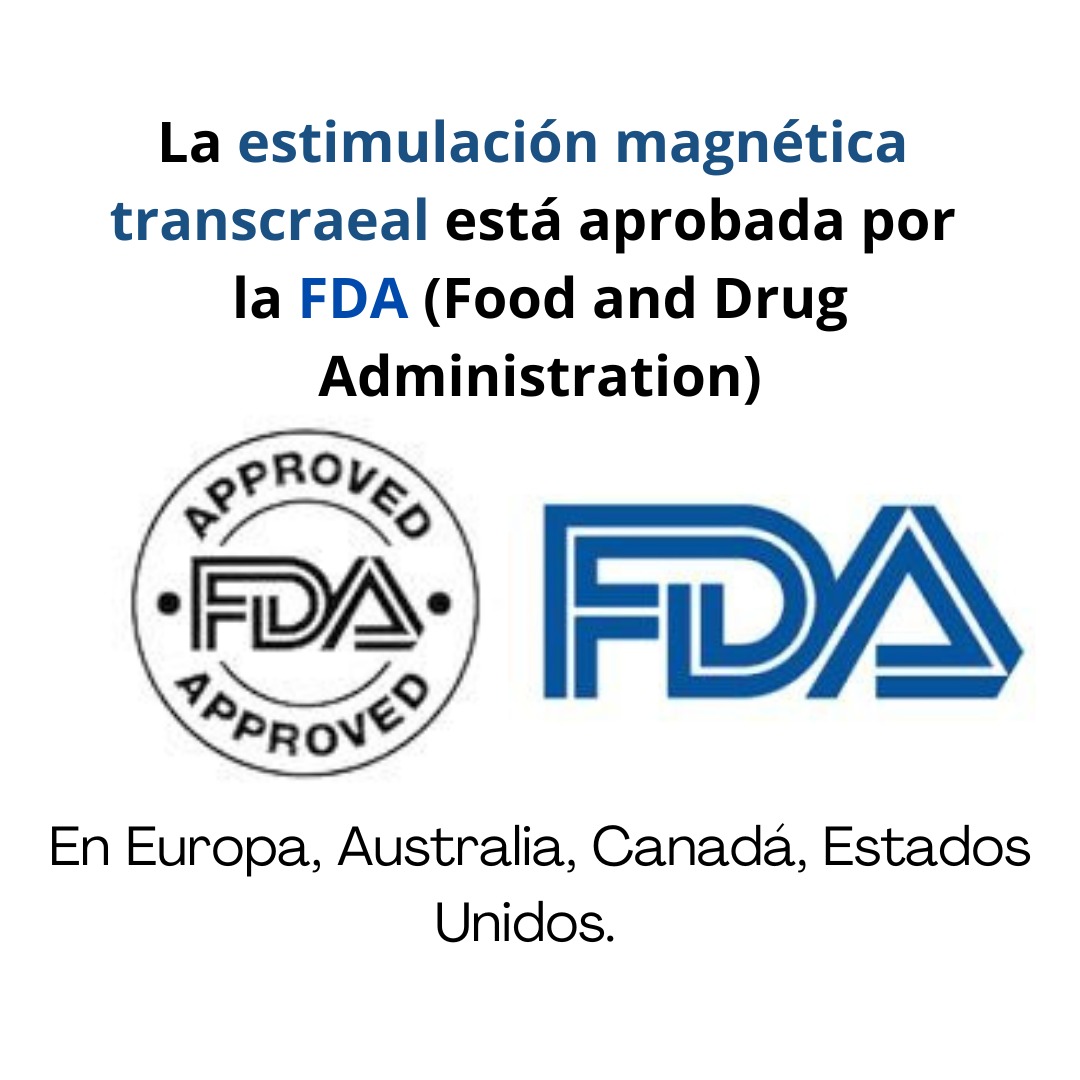 La estimulación magnética
transcraeal está aprobada por
la FDA (Food and Drug
Administration)
APPROVED
FDA
APPROVED
FDA
En Europa, Australia, Canadá, Estados
Unidos.